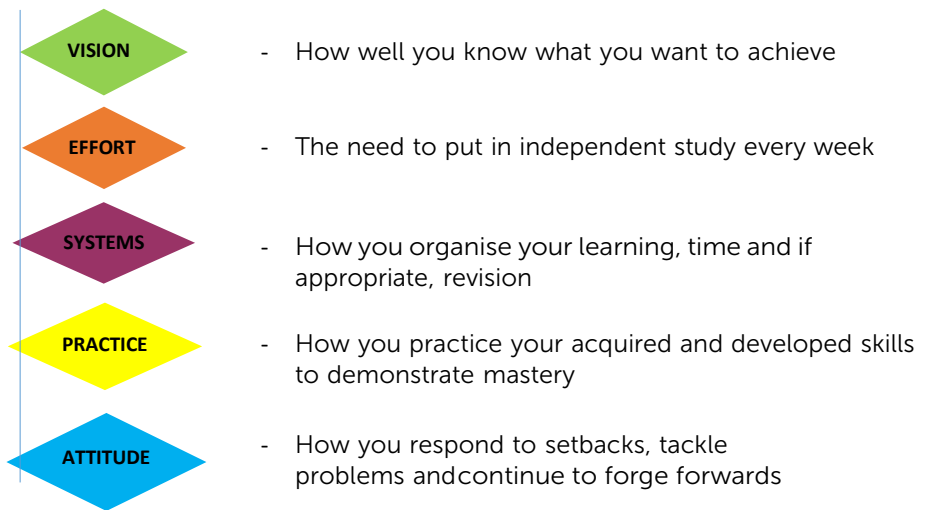 VISION - How well you know what you want to achieve
EFFORT - The need to put in independent study every week
SYSTEMS - How you organise your learning, time and if
appropriate, revision
PRACTICE - How you practice your acquired and developed skills
to demonstrate mastery
ATTITUDE - How you respond to setbacks, tackle
problems andcontinue to forge forwards